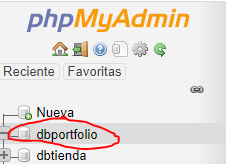 phpMyAdmin
Reciente Favoritas
Nueva
dbportfolio
dbtienda